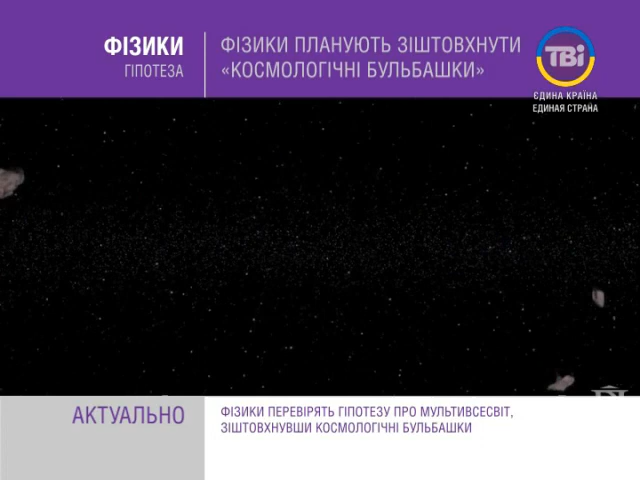 ФІЗИКИ
ГІПОТЕЗА
ФІЗИКИ ПЛАНУЮТЬ ЗІШТОВХНУТИ
«КОСМОЛОГІЧНІ БУЛЬБАШКИ»
ТВі
ЄДИНА КРАЇНА
ЕДИНАЯ СТРАНА
АКТУАЛЬНО
ФІЗИКИ ПЕРЕВІРЯТЬ ГІПОТЕЗУ ПРО МУЛЬТИВСЕСВІТ,
ЗІШТОВХНУВШИ КОСМОЛОГІЧНІ БУЛЬБАШКИ